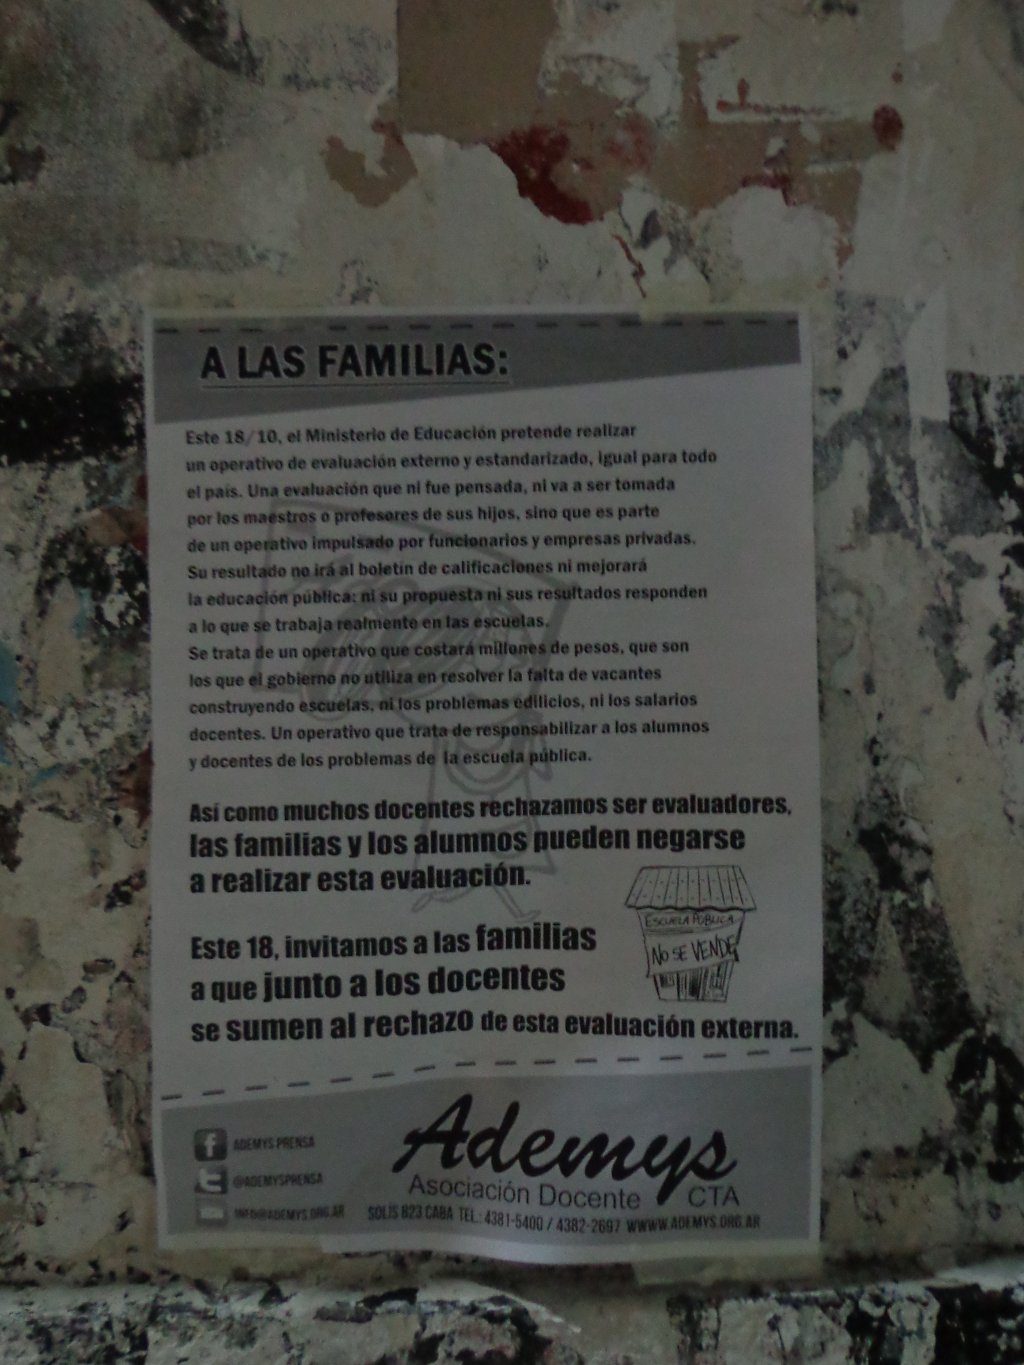 A LAS FAMILIAS:
Este 18/10, el Ministerio de Educación pretende realizar
un operativo de evaluación externo y estandarizado, igual para todo
el país. Una evaluación que ni fue pensada, ni va a ser tomada
por los maestros o profesores de sus hijos, sino que es parte
de un operativo impulsado por funcionarios y empresas privadas.
Su resultado no irá al boletín de calificaciones ni mejorará
la educación pública: ni su propuesta ni sus resultados responden
a lo que se trabaja realmente en las escuelas.
Se trata de un operativo que costará millones de pesos, que son
los que el gobierno no utiliza en resolver la falta de vacantes
construyendo escuelas, ni los problemas edilicios, ni los salarios
docentes. Un operativo que trata de responsabilizar a los alumnos
y docentes de los problemas de la escuela pública.
Así como muchos docentes rechazamos ser evaluadores,
las familias y los alumnos pueden negarse
a realizar esta evaluación.
ESCUELA PÚBLICA
NO SE VENDE
Este 18, invitamos a las familias
a que junto a los docentes
se sumen al rechazo de esta evaluación externa.
ADEMYS PRENSA
@ADEMYSPRENSA
INFO@ADEMYS.ORG.AR
Ademys
Asociación Docente CTA
SOLIS 823 CABA TEL.: 4381-5400 / 4382-2697 WWWW.ADEMYS.ORG.AR